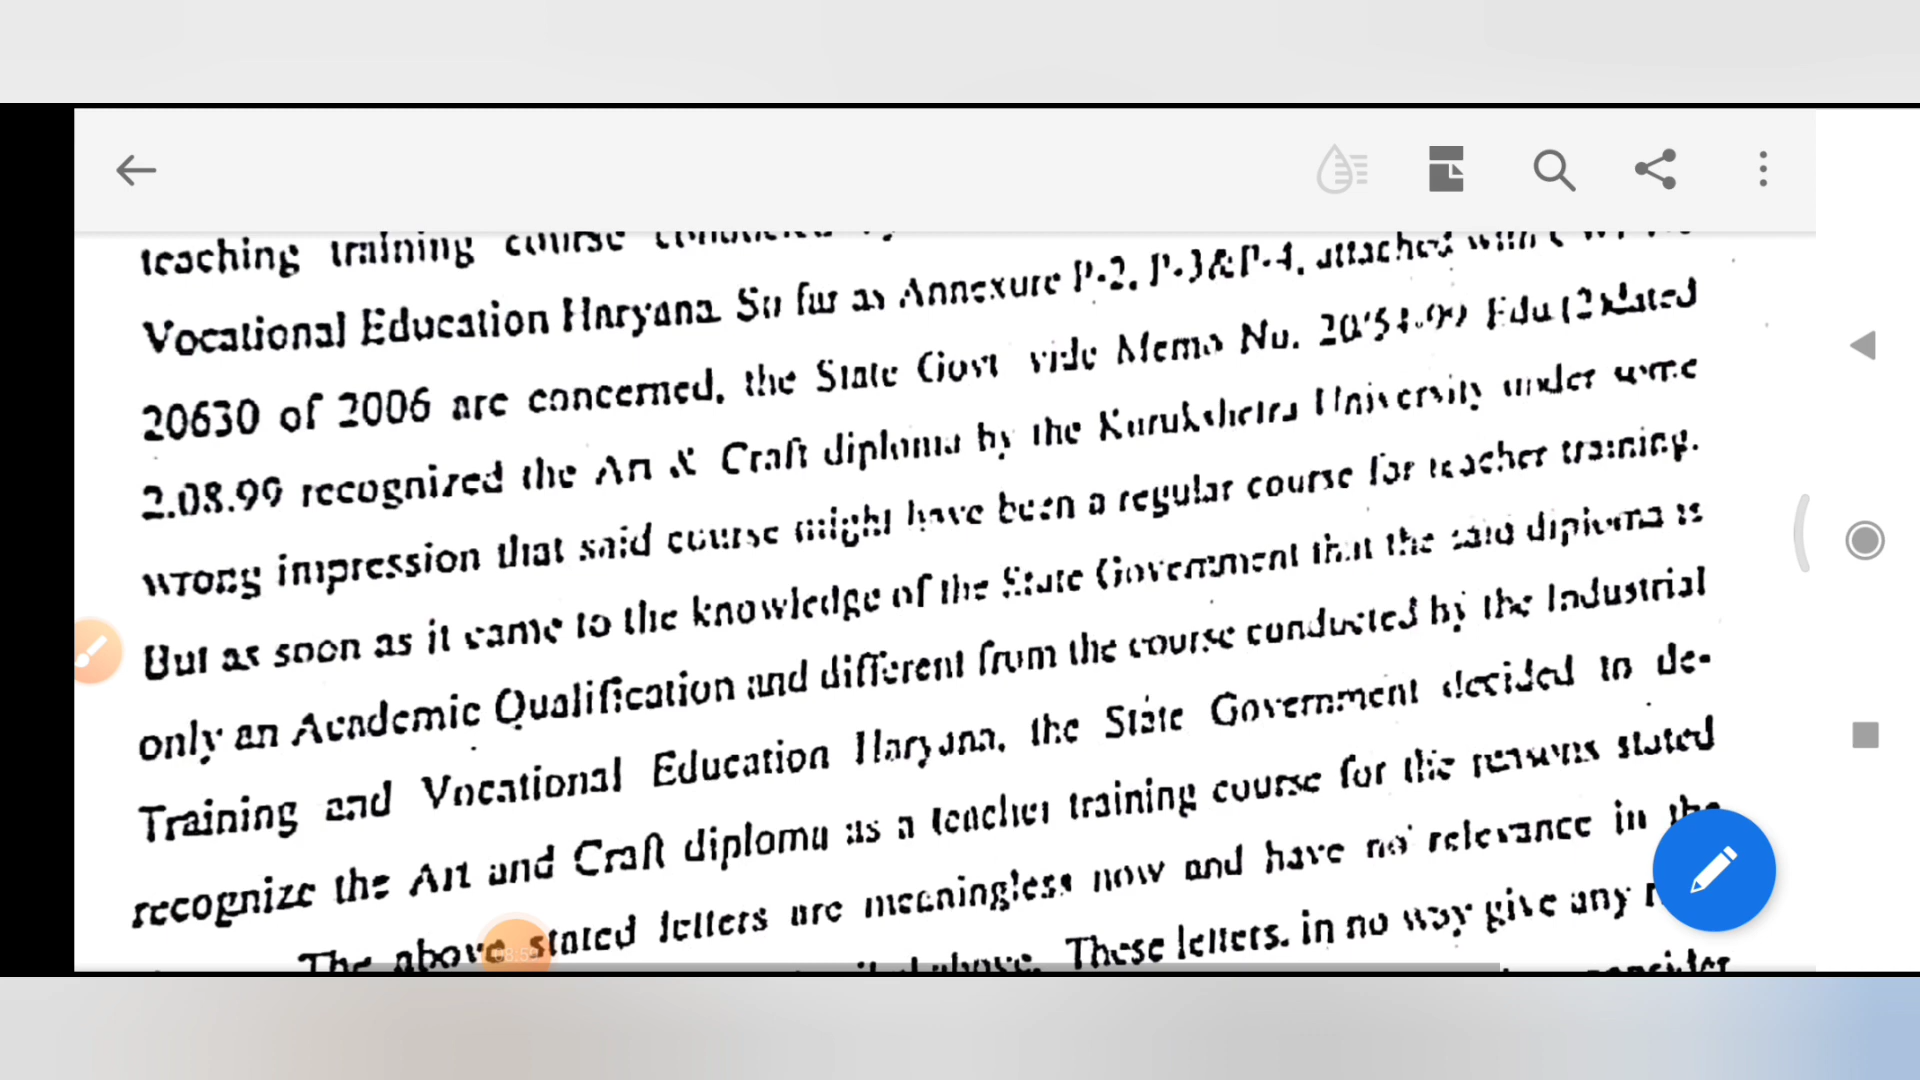 teaching training course conducted by
Vocational Education Haryana. So far as Annexure P-2, P-3&P-4, attached with CWP No
20630 of 2006 are concerned, the State Govt vide Memo No. Edu (2)dated
2.08.99 recognized the Art & Craft diploma by the Kurukshetra University under some
wrong impression that said course might have been a regular course for teacher training.
But as soon as it came to the knowledge of the State Government that the said diploma is
only an Academic Qualification and different from the course conducted by the Industrial
Training and Vocational Education Haryana, the State Government decided to de-
recognize the Art and Craft diploma as a teacher training course for the reasons stated
The above stated letters are meaningless now and have no relevance in the
above. These letters, in no way give any
consider